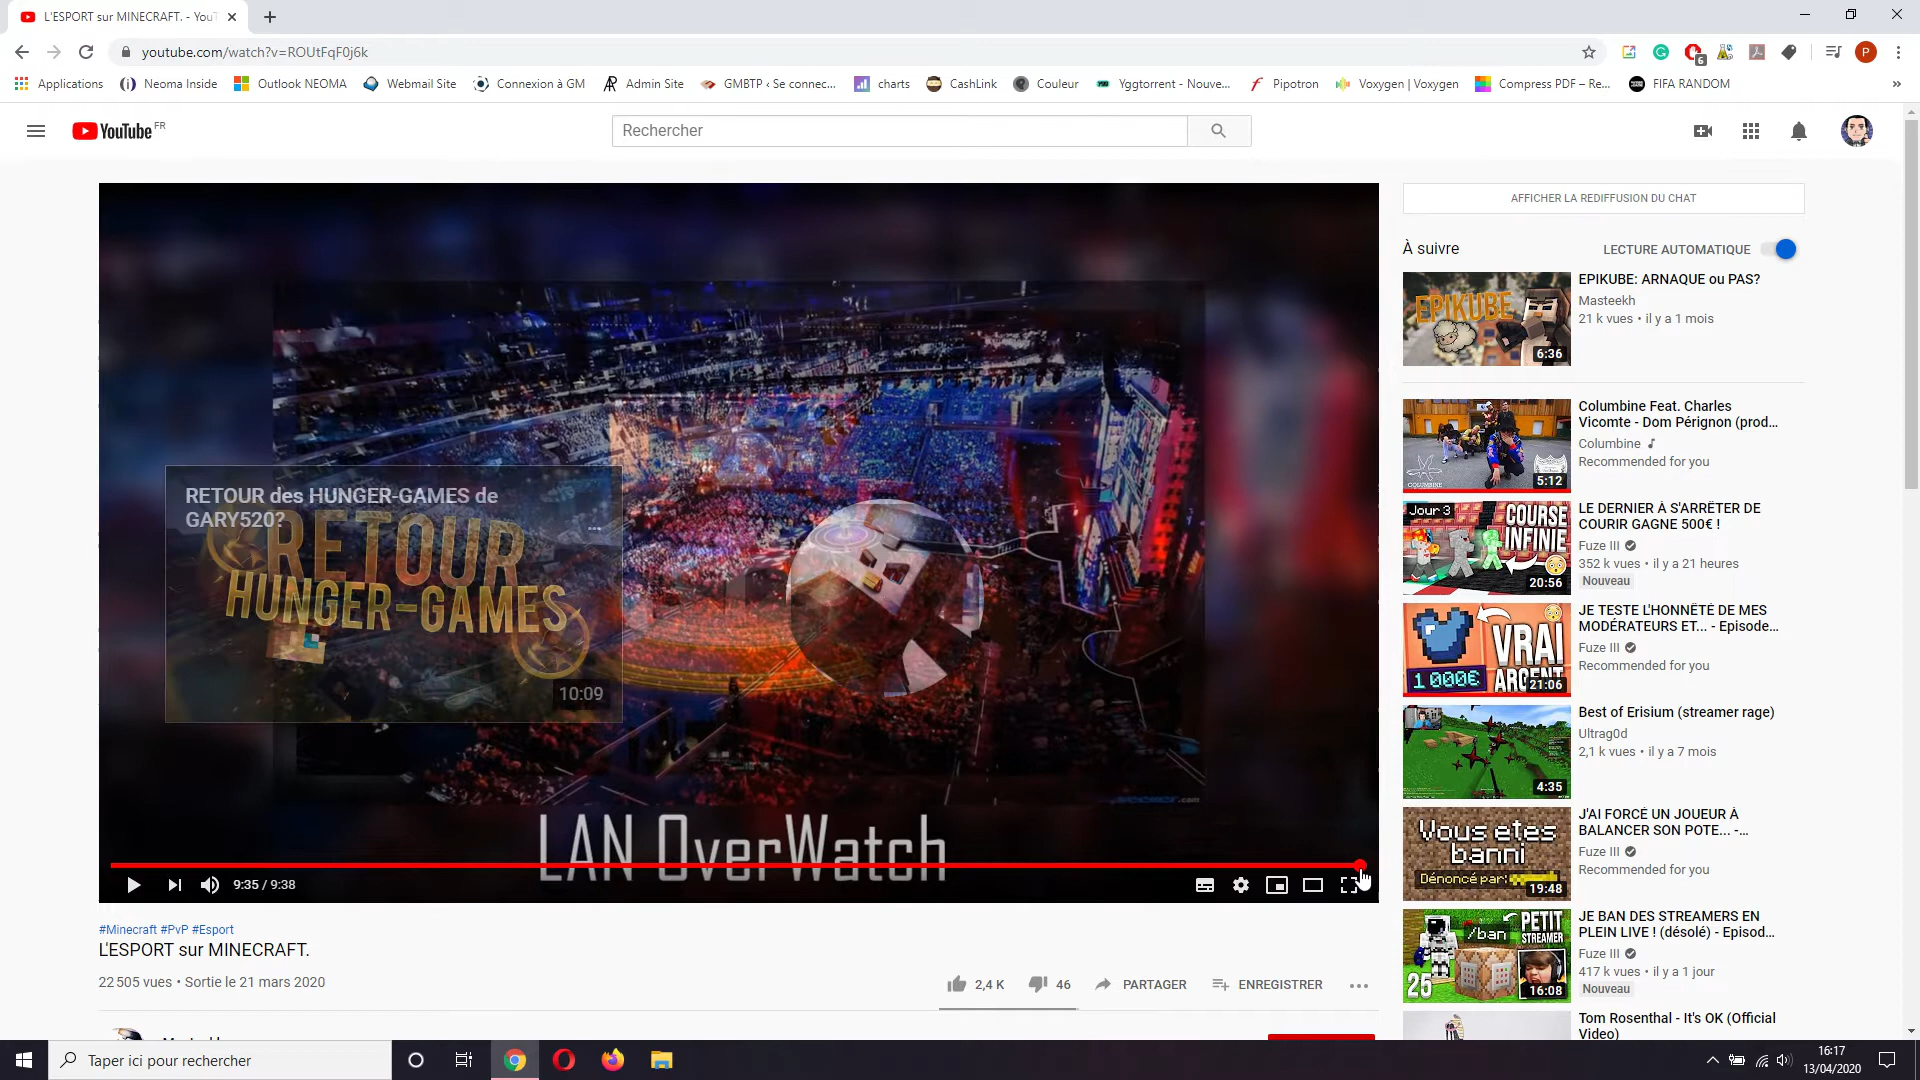 L'ESPORT sur MINECRAFT. - YouT
youtube.com/watch?v=ROUtFqF0j6k
6
P
Applications
Neoma Inside
Outlook NEOMA
Webmail Site
Connexion à GM
Admin Site
GMBTP ‹ Se connec...
charts
CashLink
Couleur
Yggtorrent - Nouve...
Pipotron
Voxygen | Voxygen
Compress PDF – Re...
FIFA RANDOM
»
YouTube FR
Rechercher
AFFICHER LA REDIFFUSION DU CHAT
À suivre
LECTURE AUTOMATIQUE
EPIKUBE
6:36
EPIKUBE: ARNAQUE ou PAS?
Masteekh
21 k vues • il y a 1 mois
COLUMBINE
5:12
Columbine Feat. Charles
Vicomte - Dom Pérignon (prod...
Columbine
Recommended for you
Jour 3
COURSE
INFINIE
20:56
LE DERNIER À S'ARRÊTER DE
COURIR GAGNE 500€ !
Fuze III
352 k vues • il y a 21 heures
Nouveau
VRAI
ARGENT
1 000€
21:06
JE TESTE L'HONNÊTÉ DE MES
MODÉRATEURS ET... - Episode...
Fuze III
Recommended for you
4:35
Best of Erisium (streamer rage)
Ultrag0d
2,1 k vues • il y a 7 mois
Vous etes
banni
Dénoncé par:
19:48
J'AI FORCÉ UN JOUEUR À
BALANCER SON POTE... -...
Fuze III
Recommended for you
PETIT
STREAMER
/ban
25
16:08
JE BAN DES STREAMERS EN
PLEIN LIVE ! (désolé) - Episod...
Fuze III
417 k vues • il y a 1 jour
Nouveau
Tom Rosenthal - It's OK (Official
Video)
RETOUR des HUNGER-GAMES de
GARY520?
RETOUR
HUNGER-GAMES
10:09
LAN OverWatch
9:35 / 9:38
#Minecraft #PvP #Esport
L'ESPORT sur MINECRAFT.
22 505 vues • Sortie le 21 mars 2020
2,4 K
46
PARTAGER
ENREGISTRER
Taper ici pour rechercher
16:17
13/04/2020